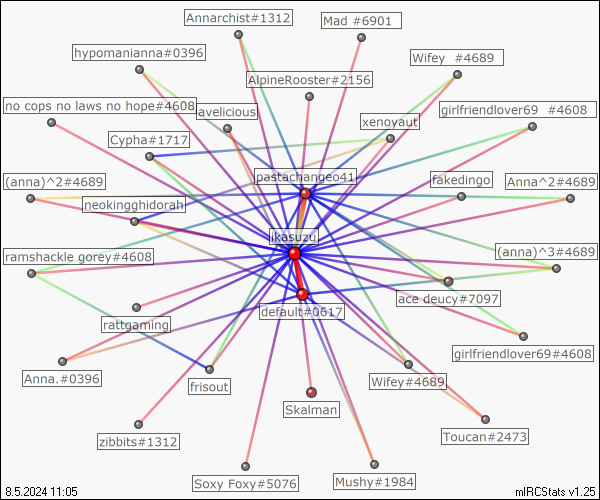 Annarchist#1312
Mad #6901
hypomanianna#0396
Wifey #4689
AlpineRooster#2156
no cops no laws no hope#4608
avelicious
girlfriendlover69 #4608
xenoyaut
Cypha#1717
pastachangeo41
(anna)^2#4689
fakedingo
Anna^2#4689
neokingghidorah
ikasuzu
(anna)^3#4689
ramshackle gorey#4608
ace deucy#7097
default#0617
rattgaming
girlfriendlover69#4608
Anna.#0396
frisout
Wifey#4689
Skalman
Toucan#2473
zibbits#1312
Soxy Foxy#5076
Mushy#1984
8.5.2024 11:05
mIRCStats v1.25